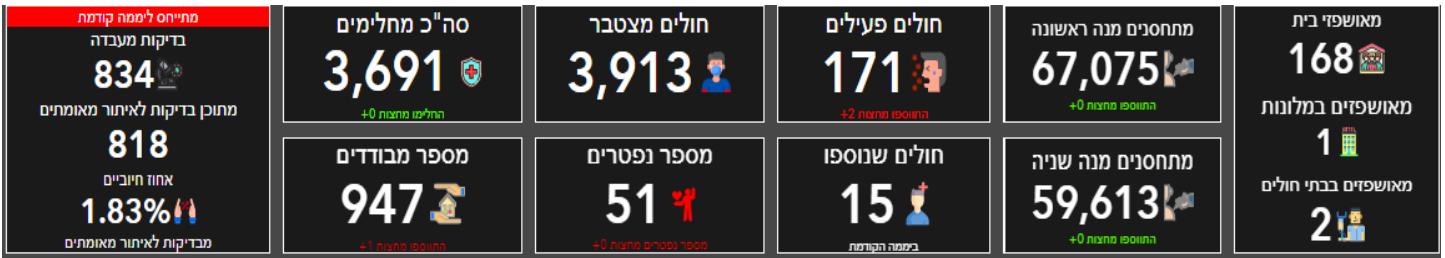 מאושפזי בית
168
מאושפזים במלונות
1
מאושפזים בבתי חולים
2
מתחסנים מנה ראשונה
67,075
התווספו מחצות 0+
מתחסנים מנה שניה
59,613
התווספו מחצות 0+
חולים פעילים
171
התווספו מחצות 2+
חולים שנוספו
15
ביממה הקודמת
חולים מצטבר
3,913
מספר נפטרים
51
מספר נפטרים מחצות 0+
סה"כ מחלימים
3,691
החלימו מחצות 0+
מספר מבודדים
947
התווספו מחצות 1+
מתייחס ליממה קודמת
בדיקות מעבדה
834
מתוכן בדיקות לאיתור מאומתים
818
אחוז חיוביים
1.83%
מבדיקות לאיתור מאומתים